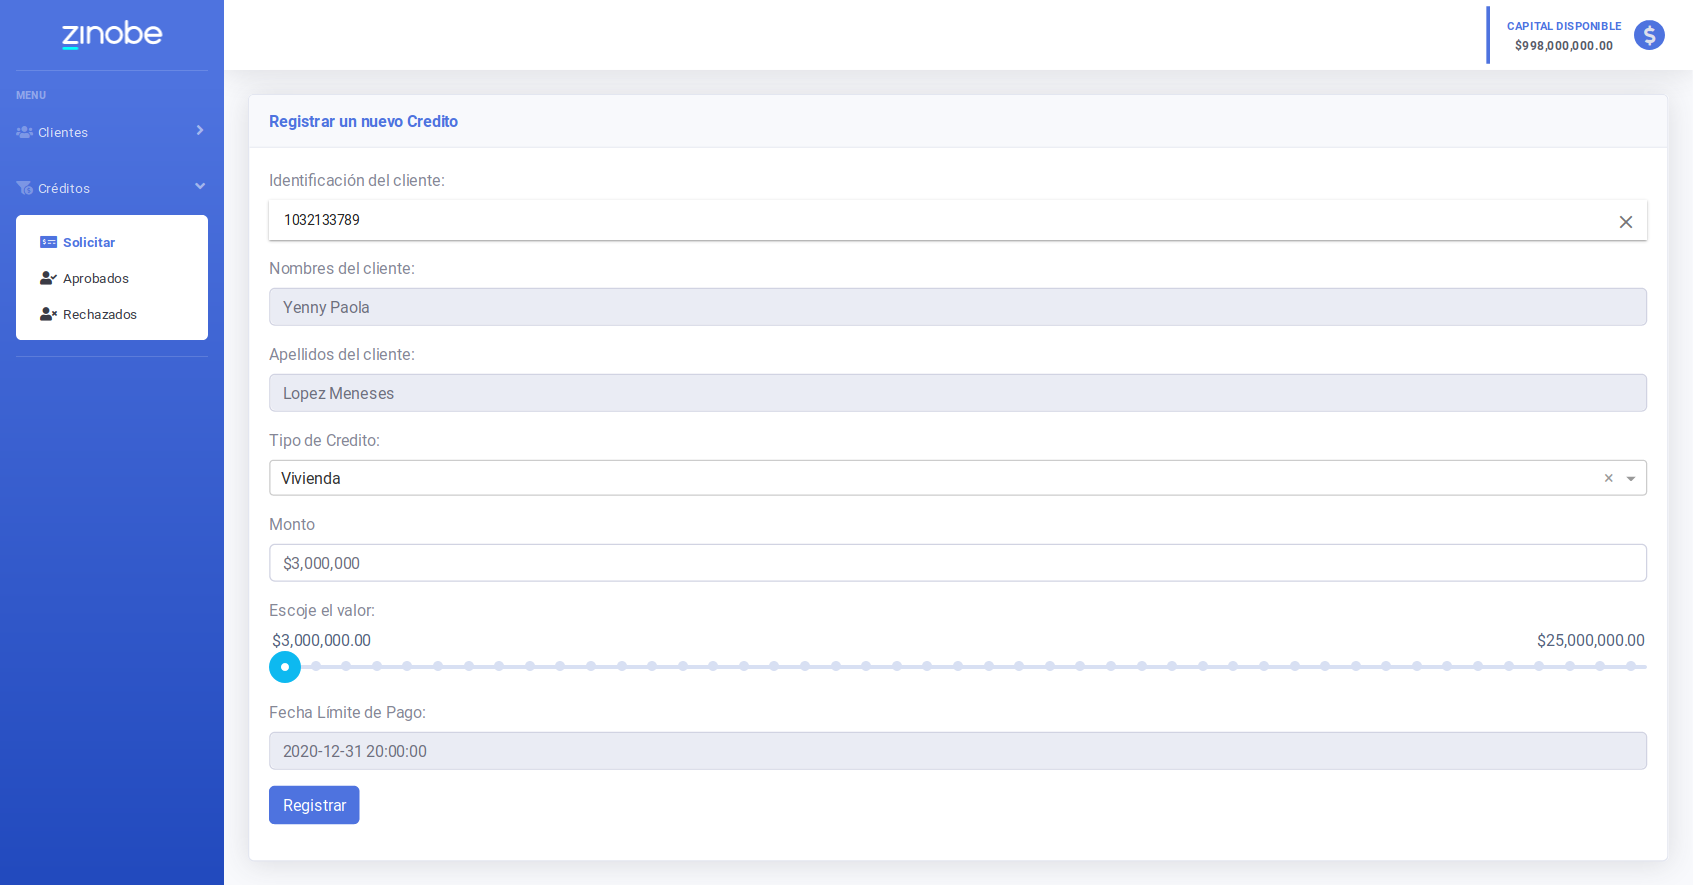 zinobe
MENU
Clientes
Créditos
Solicitar
Aprobados
Rechazados
CAPITAL DISPONIBLE
$998,000,000.00
Registrar un nuevo Credito
Identificación del cliente:
1032133789
Nombres del cliente:
Yenny Paola
Apellidos del cliente:
Lopez Meneses
Tipo de Credito:
Vivienda
Monto
$3,000,000
Escoje el valor:
$3,000,000.00 $25,000,000.00
Fecha Límite de Pago:
2020-12-31 20:00:00
Registrar